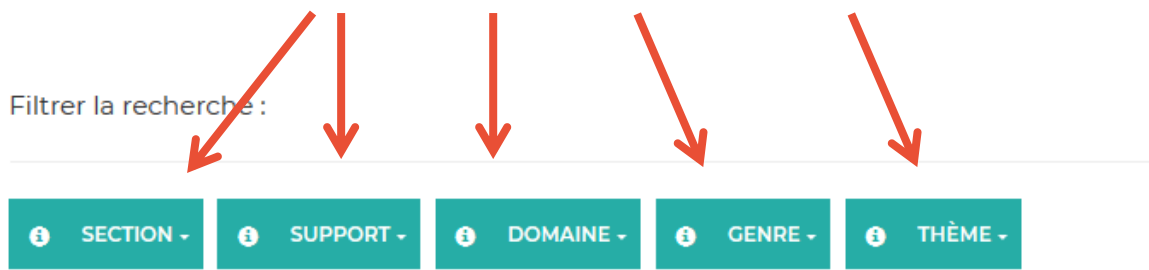 Filtrer la recherche :
SECTION
SUPPORT
DOMAINE
GENRE
THÈME